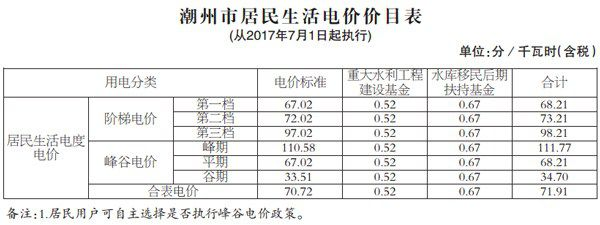 潮州市居民生活电价价目表
(从2017年7月1日起执行)
单位:分／千瓦时(含税)
用电分类 电价标准 重大水利工程建设基金 水库移民后期扶持基金 合计
居民生活电度电价 阶梯电价 第一档 67.02 0.52 0.67 68.21
第二档 72.02 0.52 0.67 73.21
第三档 97.02 0.52 0.67 98.21
峰谷电价 峰期 110.58 0.52 0.67 111.77
平期 67.02 0.52 0.67 68.21
谷期 33.51 0.52 0.67 34.70
合表电价 70.72 0.52 0.67 71.91
备注:1.居民用户可自主选择是否执行峰谷电价政策。